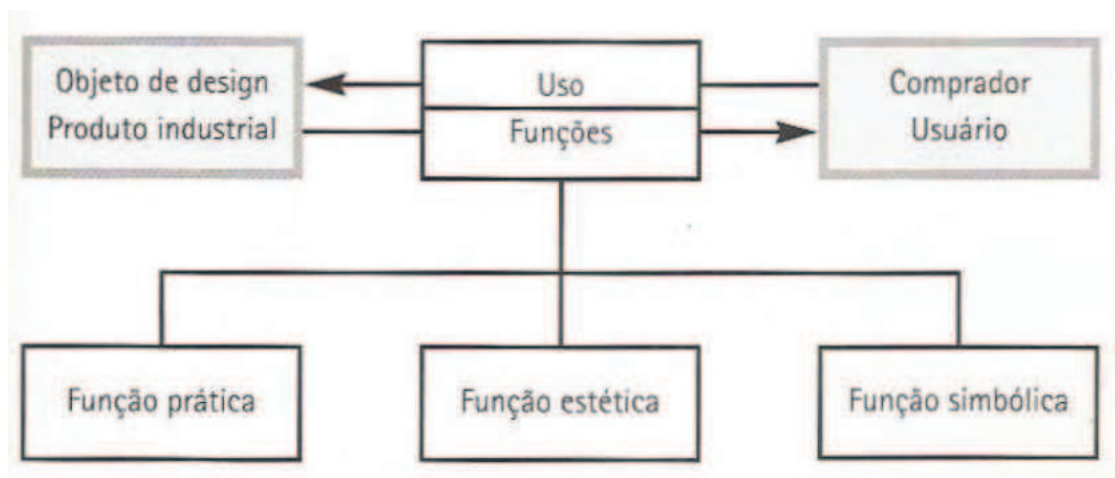 Objeto de design
Produto industrial
Uso
Funções
Comprador
Usuário
Função prática
Função estética
Função simbólica